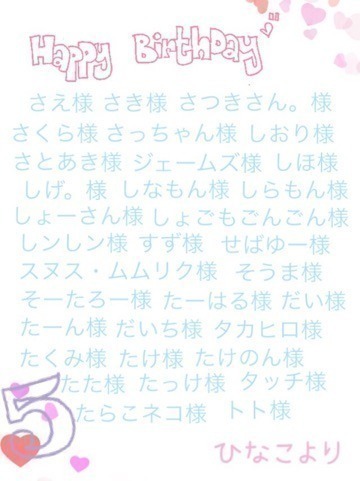 Happy Birthday
さえ様 さき様 さつきさん。様
さくら様 さっちゃん様 しおり様
さとあき様 ジェームズ様 しほ様
しげ。様 しなもん様 しらもん様
しょーさん様 しょごもごんごん様
しンしン様 すず様 せばゆー様
スヌス・ムムリク様 そうま様
そーたろー様 たーはる様 だい様
たーん様 だいち様 タカヒロ様
たくみ様 たけ様 たけのん様
たた様 たっけ様 タッチ様
たらこネコ様 トト様
5
ひなこより